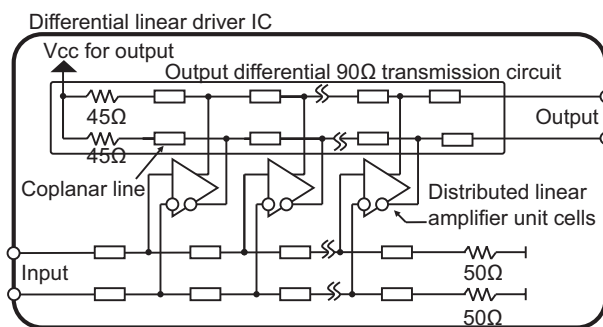 Differential linear driver IC
Vcc for output
Output differential 90Ω transmission circuit
45Ω
Output
45Ω
Coplanar line
Distributed linear
amplifier unit cells
Input
50Ω
50Ω